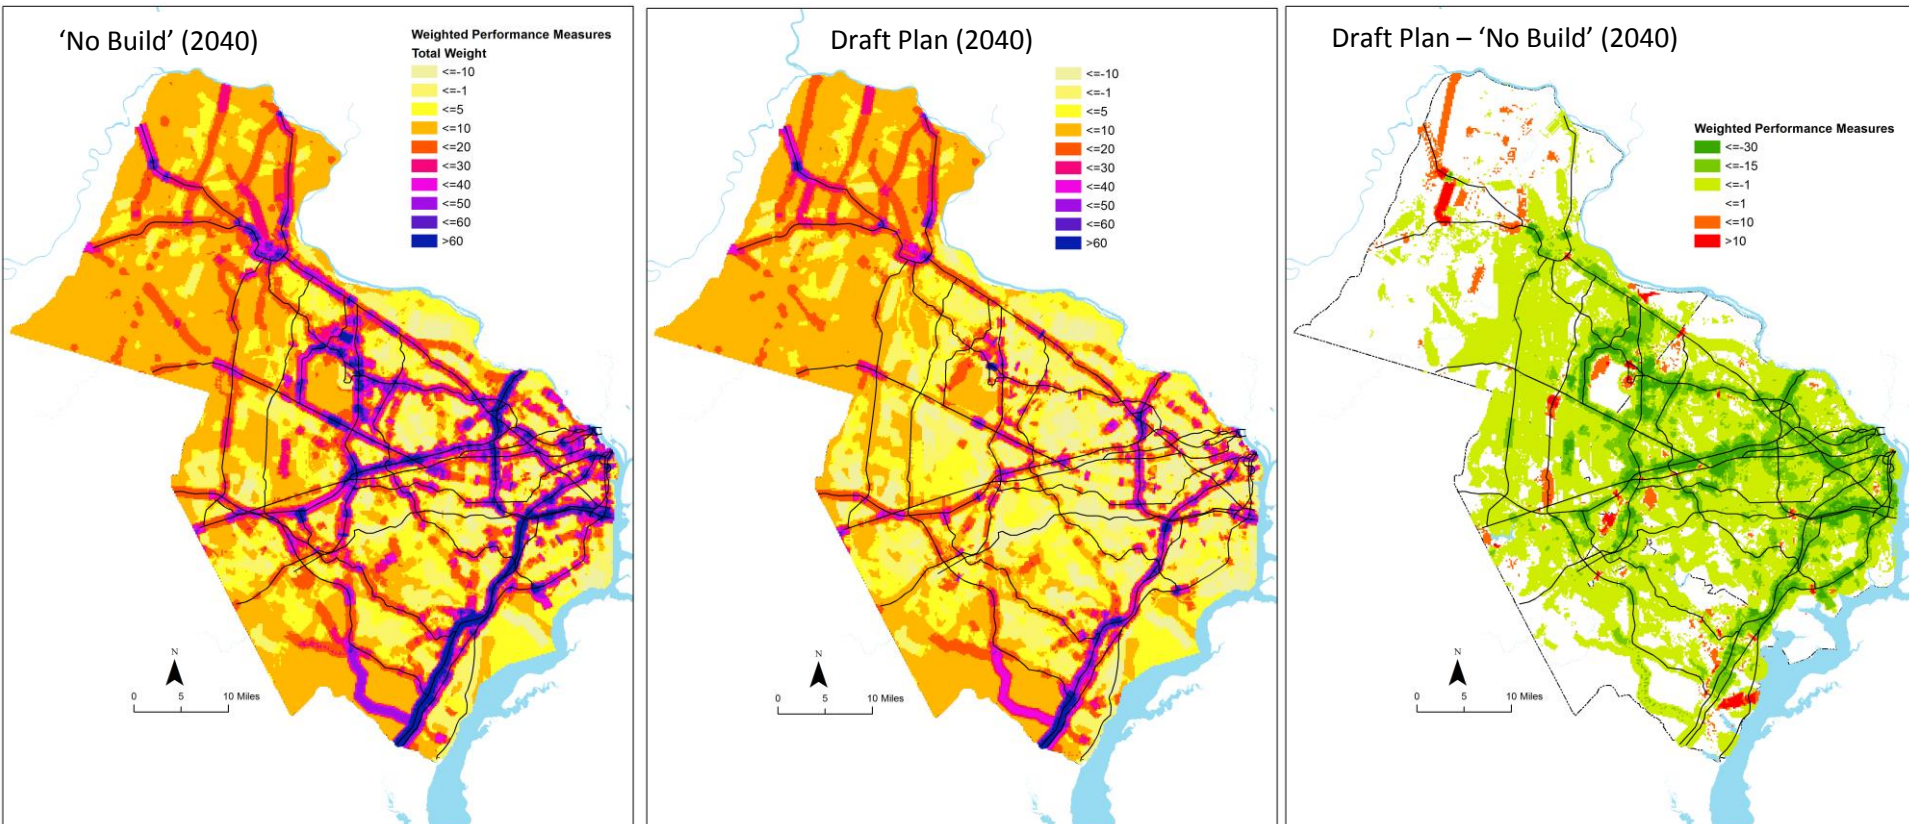 ‘No Build’ (2040)
Weighted Performance Measures
Total Weight
<=-10
<=-1
<=5
<=10
<=20
<=30
<=40
<=50
<=60
>60
N
0 5 10 Miles
Draft Plan (2040)
<=-10
<=-1
<=5
<=10
<=20
<=30
<=40
<=50
<=60
>60
N
0 5 10 Miles
Draft Plan – ‘No Build’ (2040)
Weighted Performance Measures
<=-30
<=-15
<=-1
<=1
<=10
>10
N
0 5 10 Miles